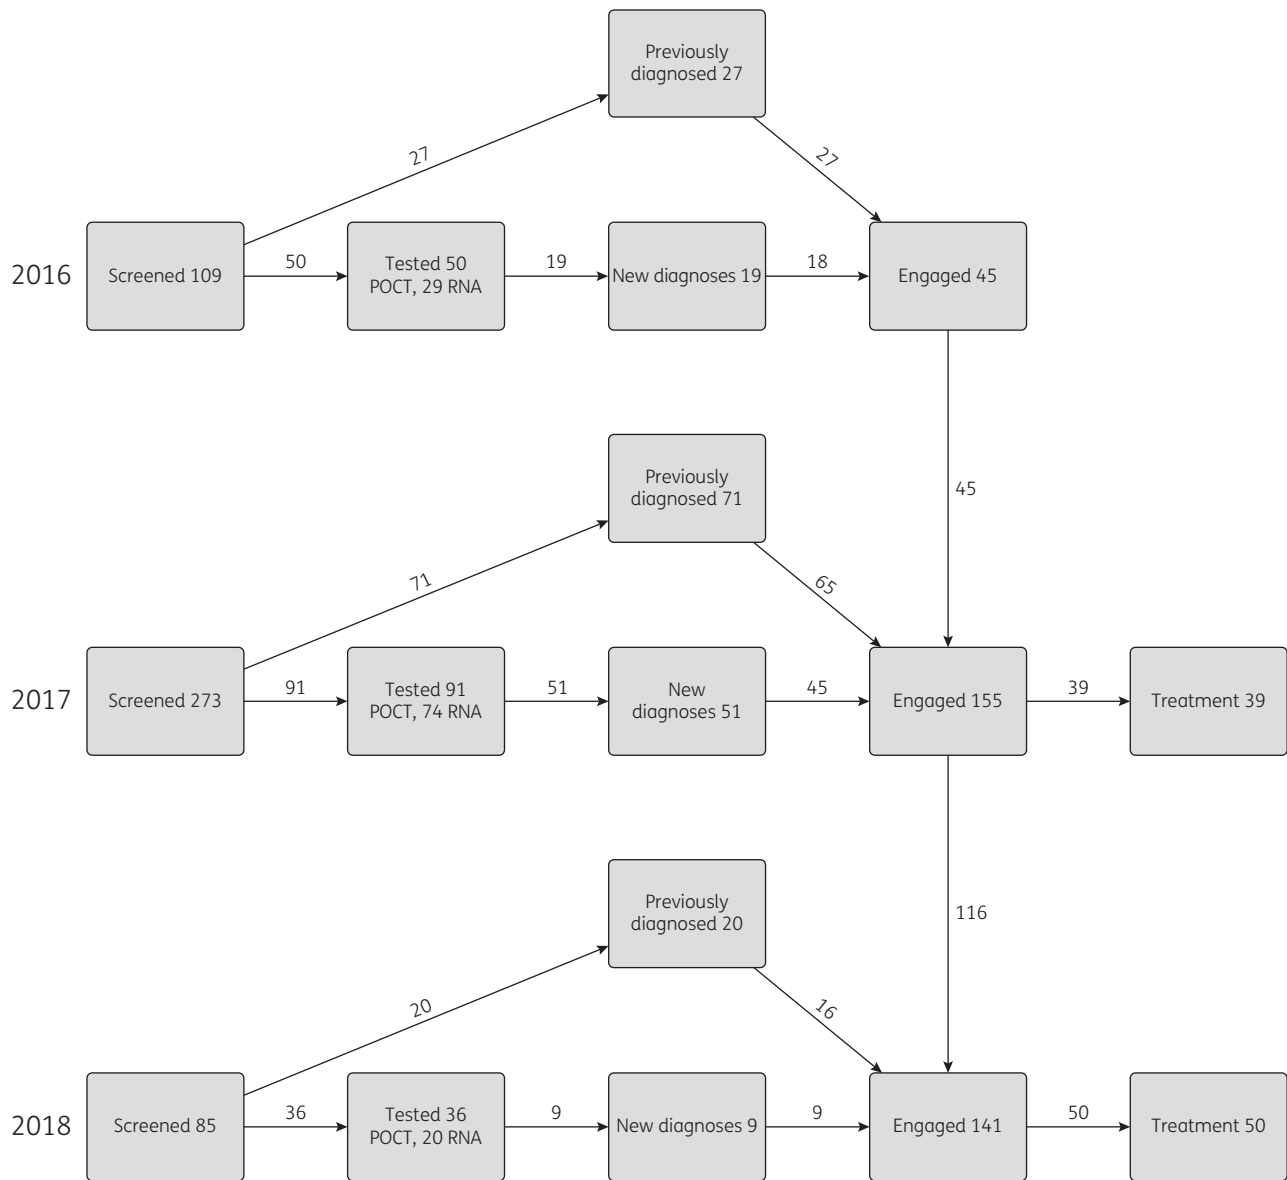 Previously
diagnosed 27
27
27
2016
Screened 109
50
Tested 50
POCT, 29 RNA
19
New diagnoses 19
18
Engaged 45
45
Previously
diagnosed 71
71
65
2017
Screened 273
91
Tested 91
POCT, 74 RNA
51
New
diagnoses 51
45
Engaged 155
39
Treatment 39
116
Previously
diagnosed 20
20
16
2018
Screened 85
36
Tested 36
POCT, 20 RNA
9
New diagnoses 9
9
Engaged 141
50
Treatment 50